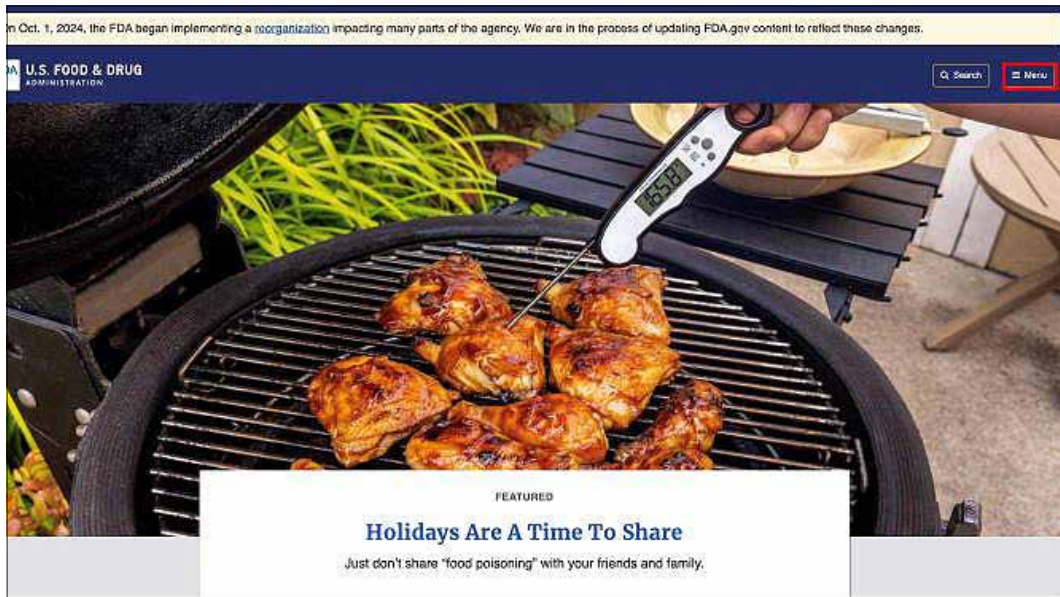 n Oct. 1, 2024, the FDA began implementing a reorganization impacting many parts of the agency. We are in the process of updating FDA.gov content to reflect these changes.
DA U.S. FOOD & DRUG
ADMINISTRATION
Search
Menu
165.8°
FEATURED
Holidays Are A Time To Share
Just don't share “food poisoning” with your friends and family.